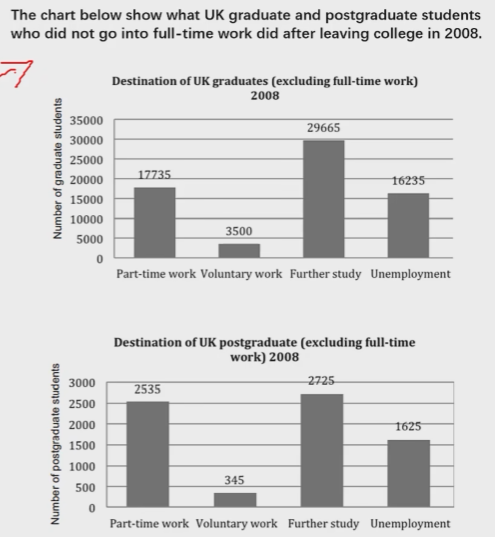 The chart below show what UK graduate and postgraduate students
who did not go into full-time work did after leaving college in 2008.
Destination of UK graduates (excluding full-time work)
2008
Number of graduate students
35000
30000
25000
20000
15000
10000
5000
0
17735
3500
29665
16235
Part-time work Voluntary work Further study Unemployment
Destination of UK postgraduate (excluding full-time
work) 2008
Number of postgraduate students
3000
2500
2000
1500
1000
500
0
2535
345
2725
1625
Part-time work Voluntary work Further study Unemployment